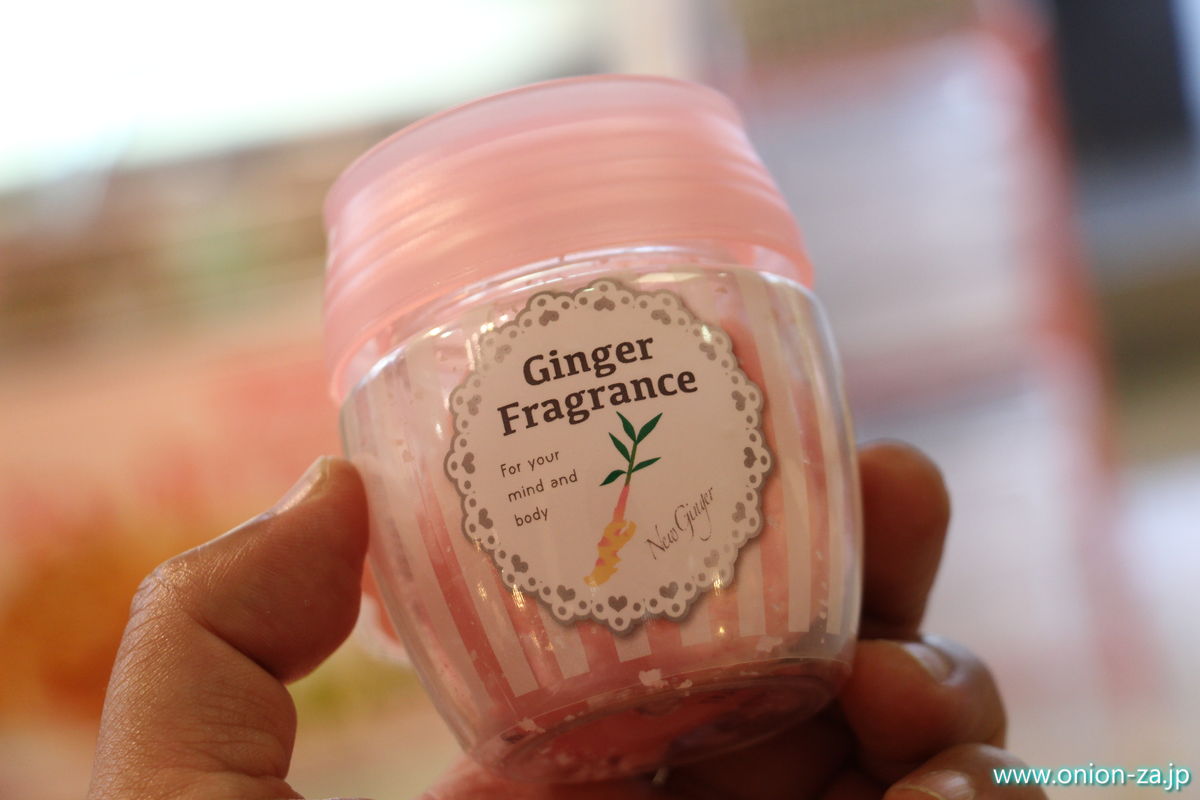 Ginger
Fragrance
For your
mind and
body
New Ginger
www.onion-za.jp